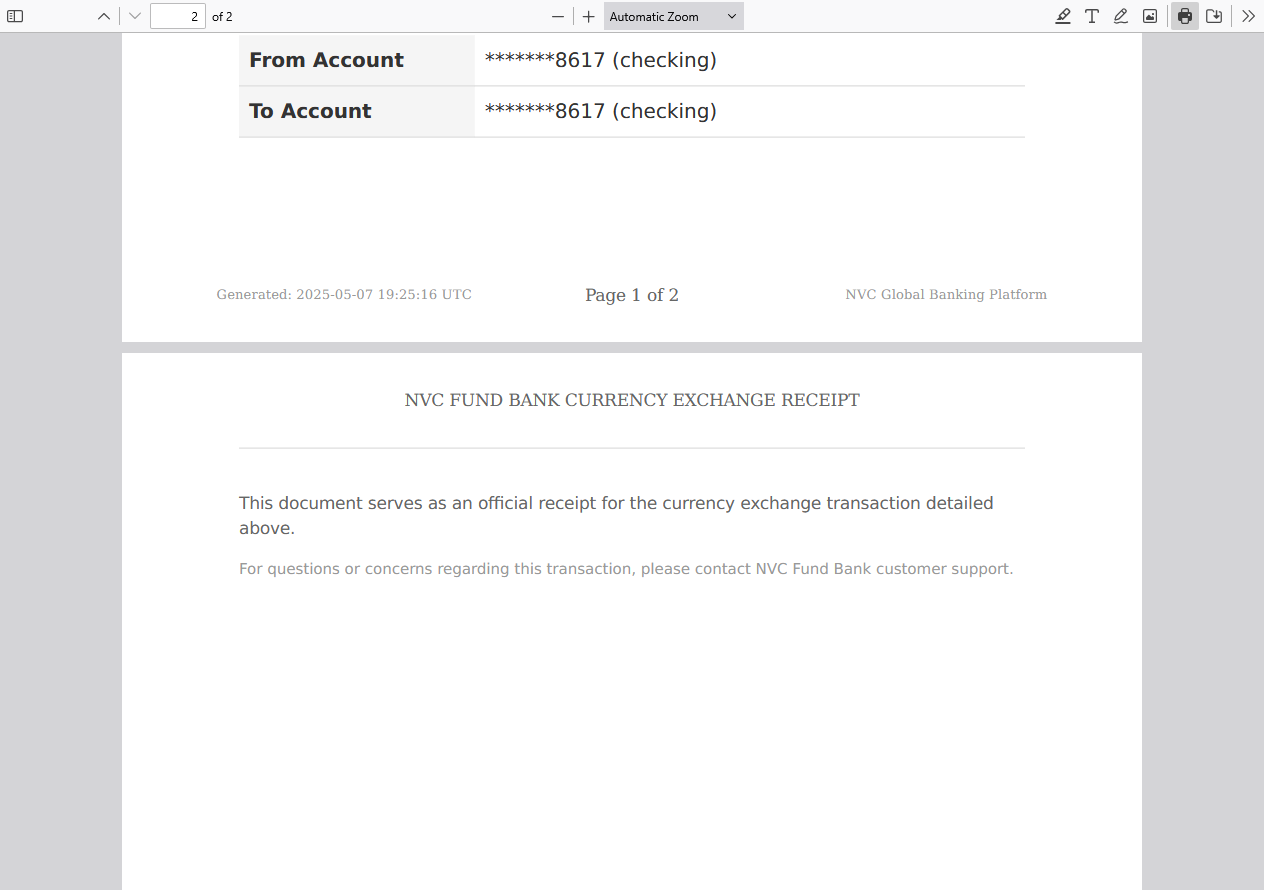 2 of 2
Automatic Zoom
From Account *******8617 (checking)
To Account *******8617 (checking)
Generated: 2025-05-07 19:25:16 UTC Page 1 of 2 NVC Global Banking Platform
NVC FUND BANK CURRENCY EXCHANGE RECEIPT
This document serves as an official receipt for the currency exchange transaction detailed
above.
For questions or concerns regarding this transaction, please contact NVC Fund Bank customer support.